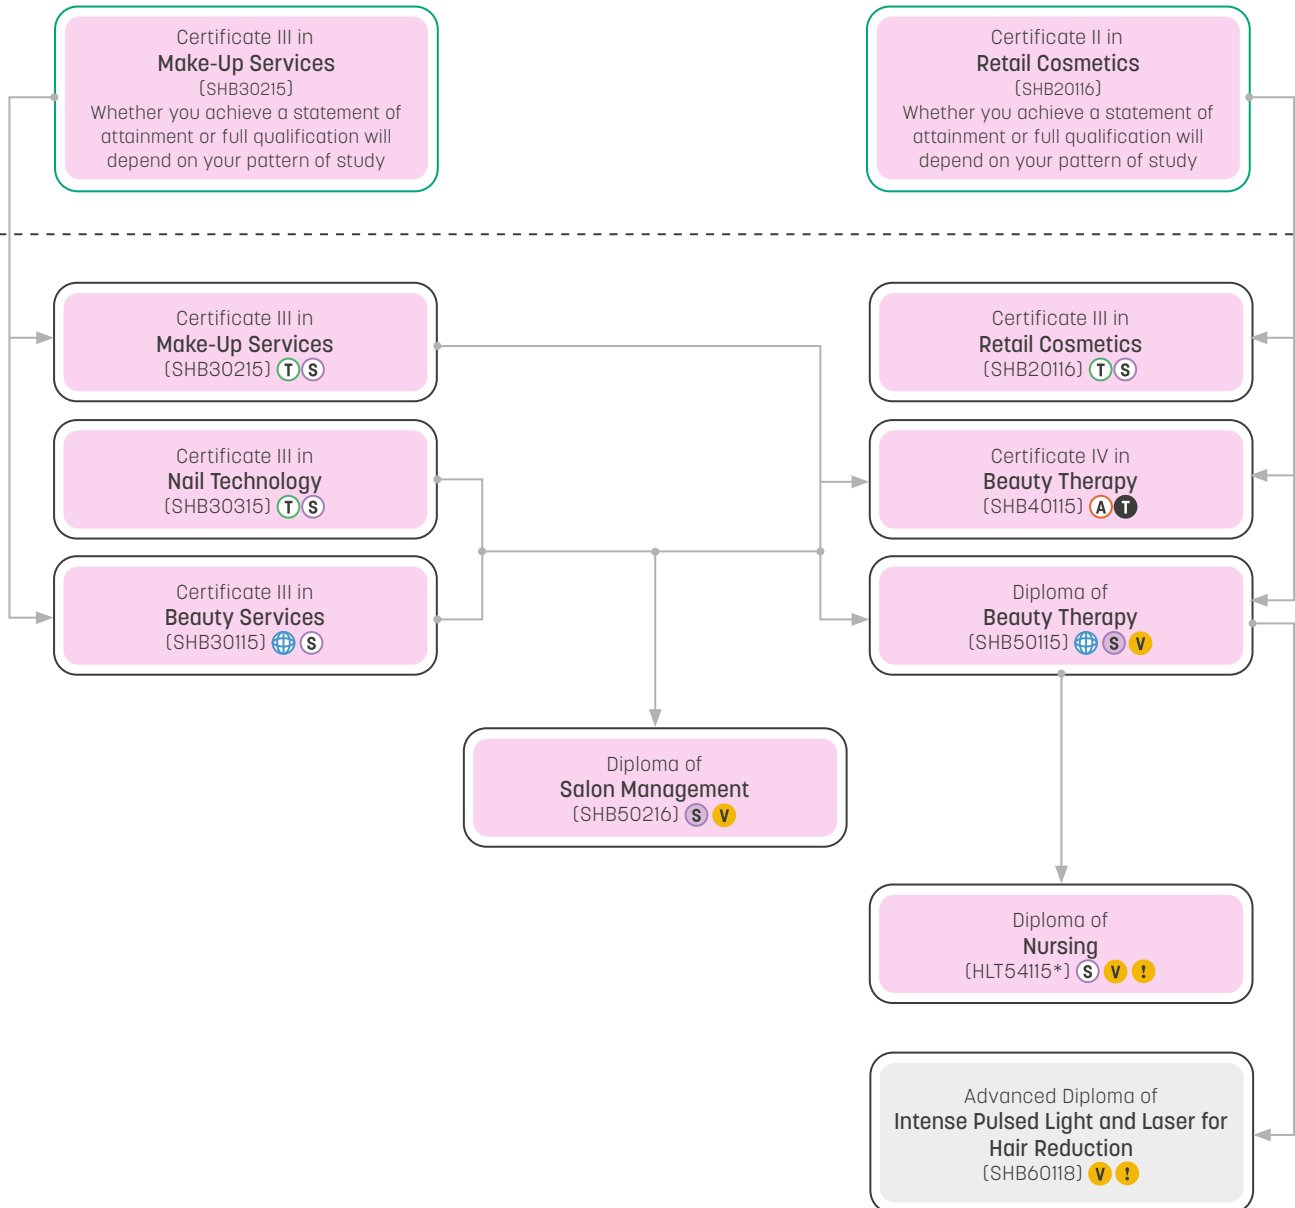 Certificate III in
Make-Up Services
(SHB30215)
Whether you achieve a statement of
attainment or full qualification will
depend on your pattern of study
Certificate II in
Retail Cosmetics
(SHB20116)
Whether you achieve a statement of
attainment or full qualification will
depend on your pattern of study
Certificate III in
Make-Up Services
(SHB30215) T S
Certificate III in
Retail Cosmetics
(SHB20116) T S
Certificate III in
Nail Technology
(SHB30315) T S
Certificate IV in
Beauty Therapy
(SHB40115) A T
Certificate III in
Beauty Services
(SHB30115) S
Diploma of
Beauty Therapy
(SHB50115) S V
Diploma of
Salon Management
(SHB50216) S V
Diploma of
Nursing
(HLT54115*) S V !
Advanced Diploma of
Intense Pulsed Light and Laser for
Hair Reduction
(SHB60118) V !